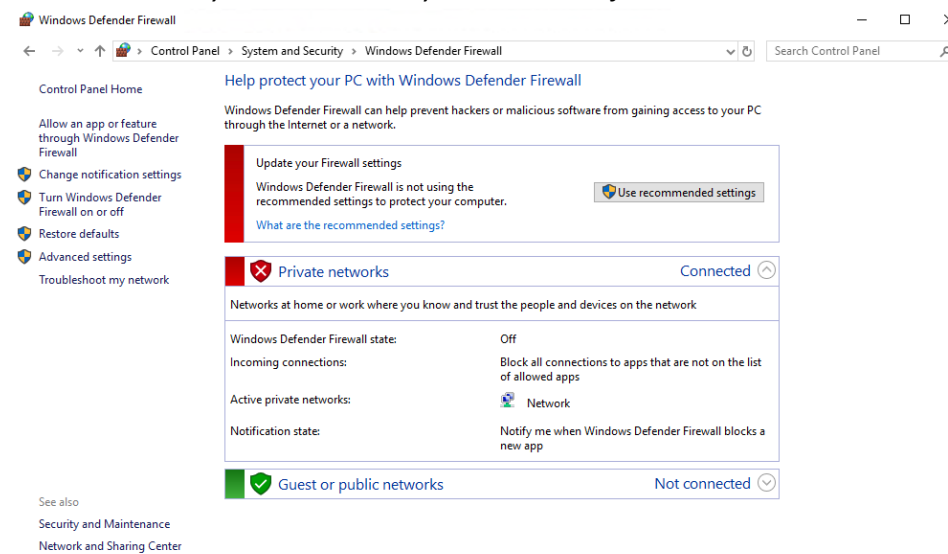 Windows Defender Firewall
Control Panel > System and Security > Windows Defender Firewall
Search Control Panel
Control Panel Home
Allow an app or feature
through Windows Defender
Firewall
Change notification settings
Turn Windows Defender
Firewall on or off
Restore defaults
Advanced settings
Troubleshoot my network
Help protect your PC with Windows Defender Firewall
Windows Defender Firewall can help prevent hackers or malicious software from gaining access to your PC
through the Internet or a network.
Update your Firewall settings
Windows Defender Firewall is not using the
recommended settings to protect your computer.
Use recommended settings
What are the recommended settings?
Private networks Connected
Networks at home or work where you know and trust the people and devices on the network
Windows Defender Firewall state: Off
Incoming connections: Block all connections to apps that are not on the list
of allowed apps
Active private networks: Network
Notification state: Notify me when Windows Defender Firewall blocks a
new app
Guest or public networks Not connected
See also
Security and Maintenance
Network and Sharing Center